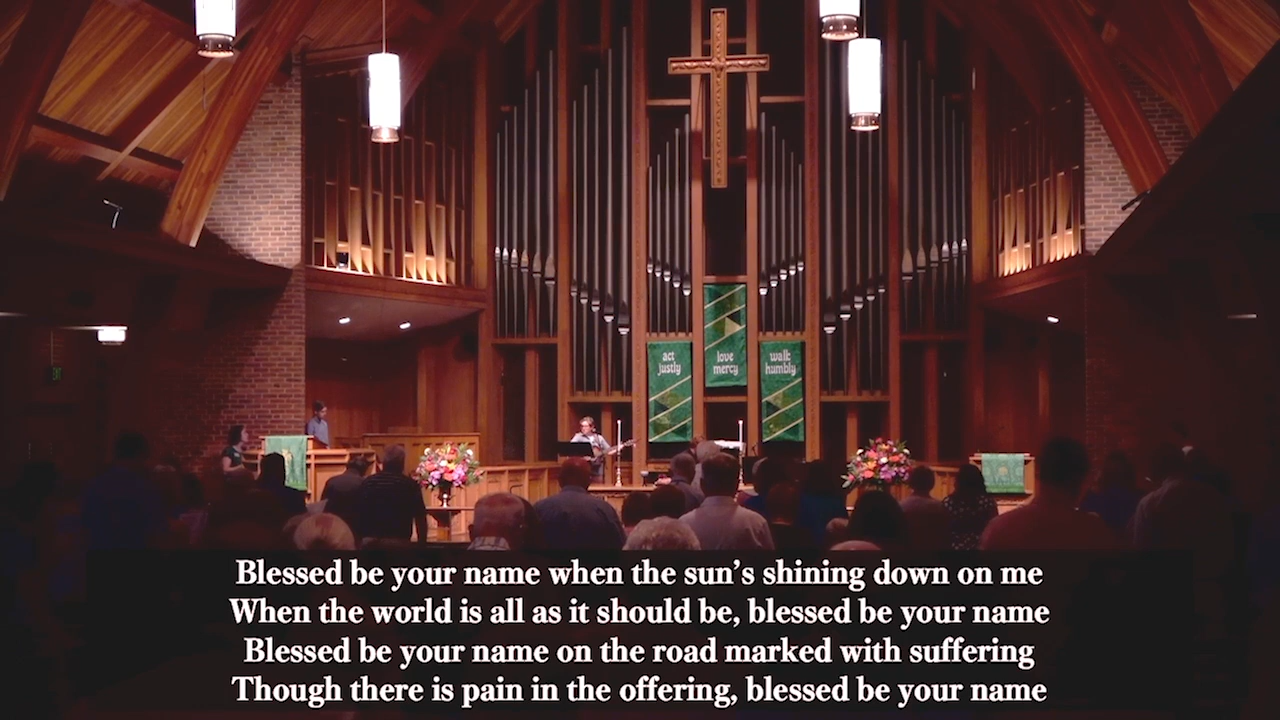 act
justly
love
mercy
walk
humbly
Blessed be your name when the sun's shining down on me
When the world is all as it should be, blessed be your name
Blessed be your name on the road marked with suffering
Though there is pain in the offering, blessed be your name